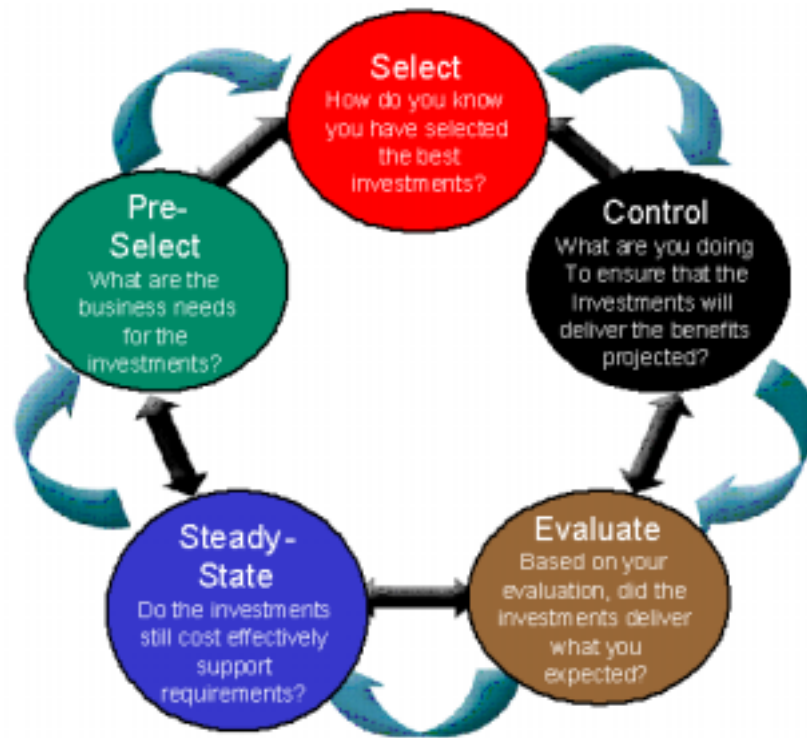 Select
How do you know
you have selected
the best
investments?
Pre-
Select
What are the
business needs
for the
investments?
Control
What are you doing
To ensure that the
Investments will
deliver the benefits
projected?
Steady-
State
Do the investments
still cost effectively
support
requirements?
Evaluate
Based on your
evaluation, did the
investments deliver
what you
expected?